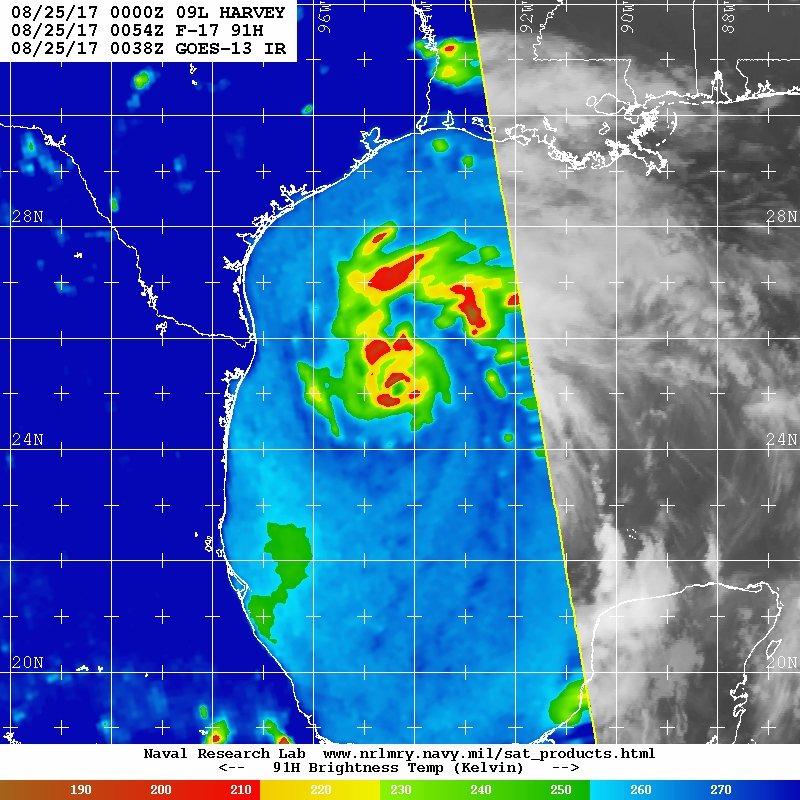 08/25/17 0000Z 09L HARVEY
08/25/17 0054Z F-17 91H
08/25/17 0038Z GOES-13 IR
96W 92W 90W 88W
28N 28N
24N 24N
20N 20N
Naval Research Lab www.nrlmry.navy.mil/sat_products.html
<-- 91H Brightness Temp (Kelvin) -->
190 200 210 220 230 240 250 260 270